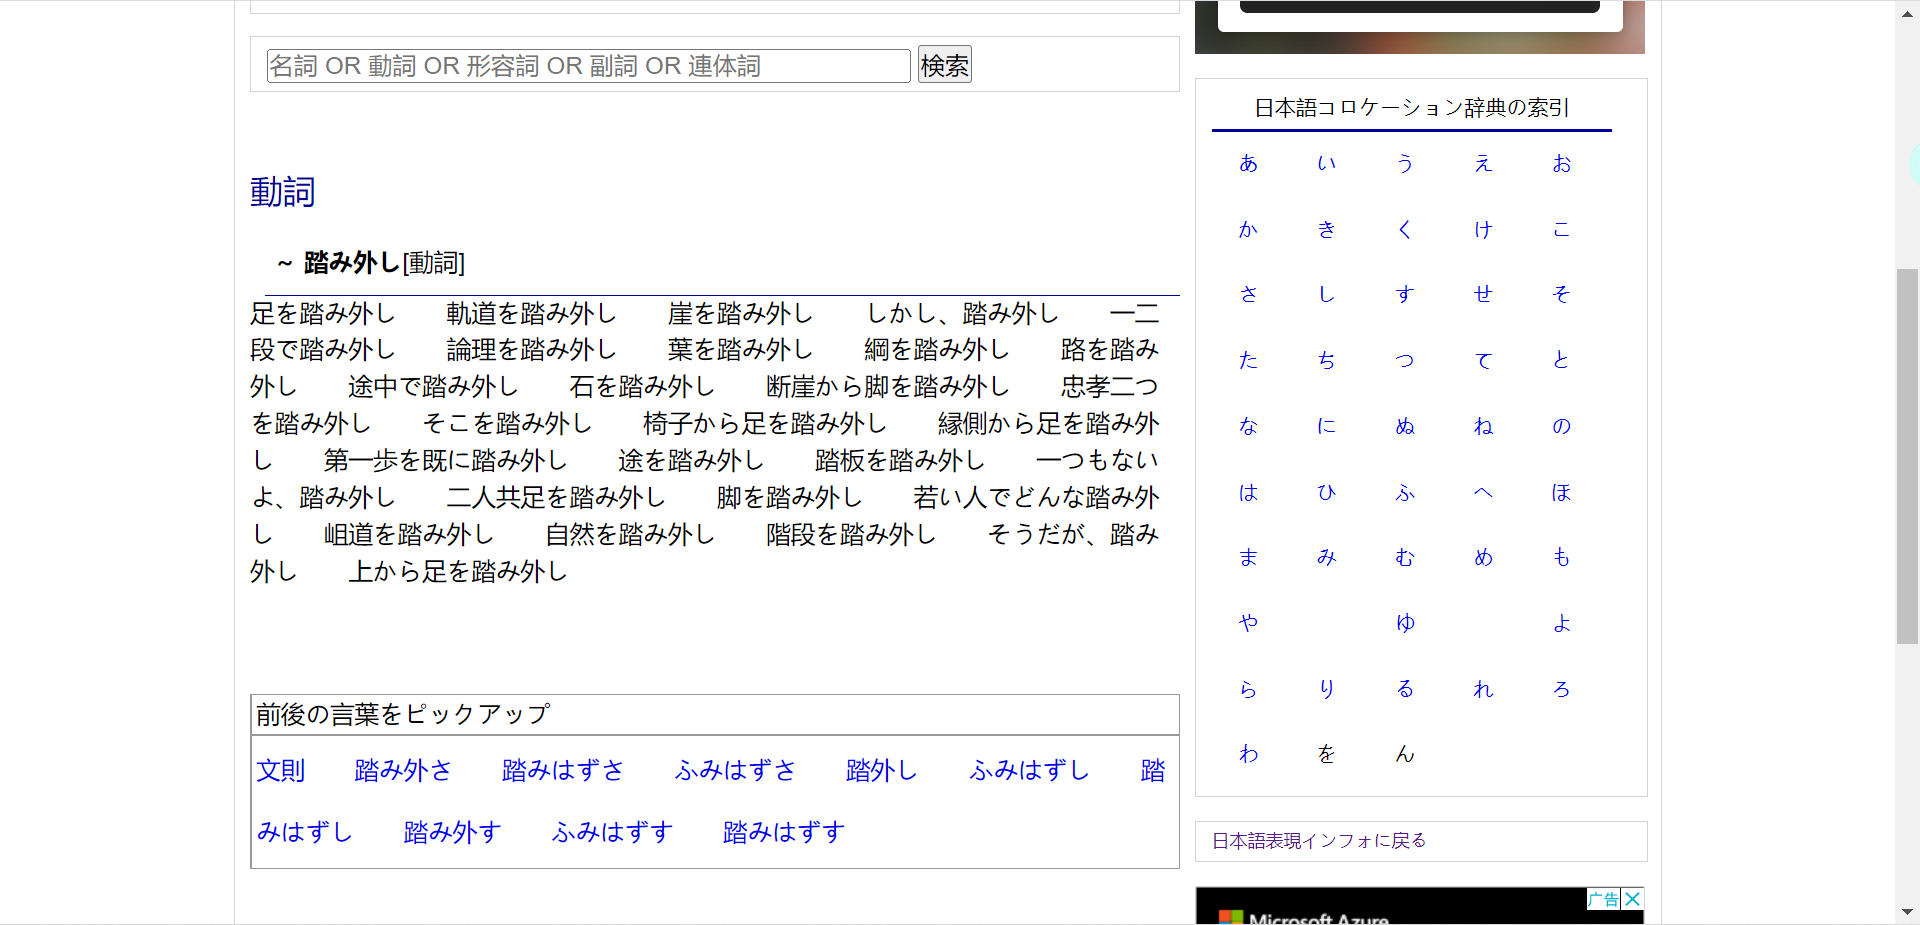 名詞 OR 動詞 OR 形容詞 OR 副詞 OR 連体詞 検索
動詞
~ 踏み外し[動詞]
足を踏み外し　　軌道を踏み外し　　崖を踏み外し　　しかし、踏み外し　　一二
段で踏み外し　　論理を踏み外し　　葉を踏み外し　　綱を踏み外し　　路を踏み
外し　　途中で踏み外し　　石を踏み外し　　断崖から脚を踏み外し　　忠孝二つ
を踏み外し　　そこを踏み外し　　椅子から足を踏み外し　　縁側から足を踏み外
し　　第一歩を既に踏み外し　　途を踏み外し　　踏板を踏み外し　　一つもない
よ、踏み外し　　二人共足を踏み外し　　脚を踏み外し　　若い人でどんな踏み外
し　　岨道を踏み外し　　自然を踏み外し　　階段を踏み外し　　そうだが、踏み
外し　　上から足を踏み外し
前後の言葉をピックアップ
文則　　踏み外さ　　踏みはずさ　　ふみはずさ　　踏外し　　ふみはずし　　踏
みはずし　　踏み外す　　ふみはずす　　踏みはずす
日本語コロケーション辞典の索引
あ い う え お
か き く け こ
さ し す せ そ
た ち つ て と
な に ぬ ね の
は ひ ふ へ ほ
ま み む め も
や ゆ よ
ら り る れ ろ
わ を ん
日本語表現インフォに戻る
广告
Microsoft Azure